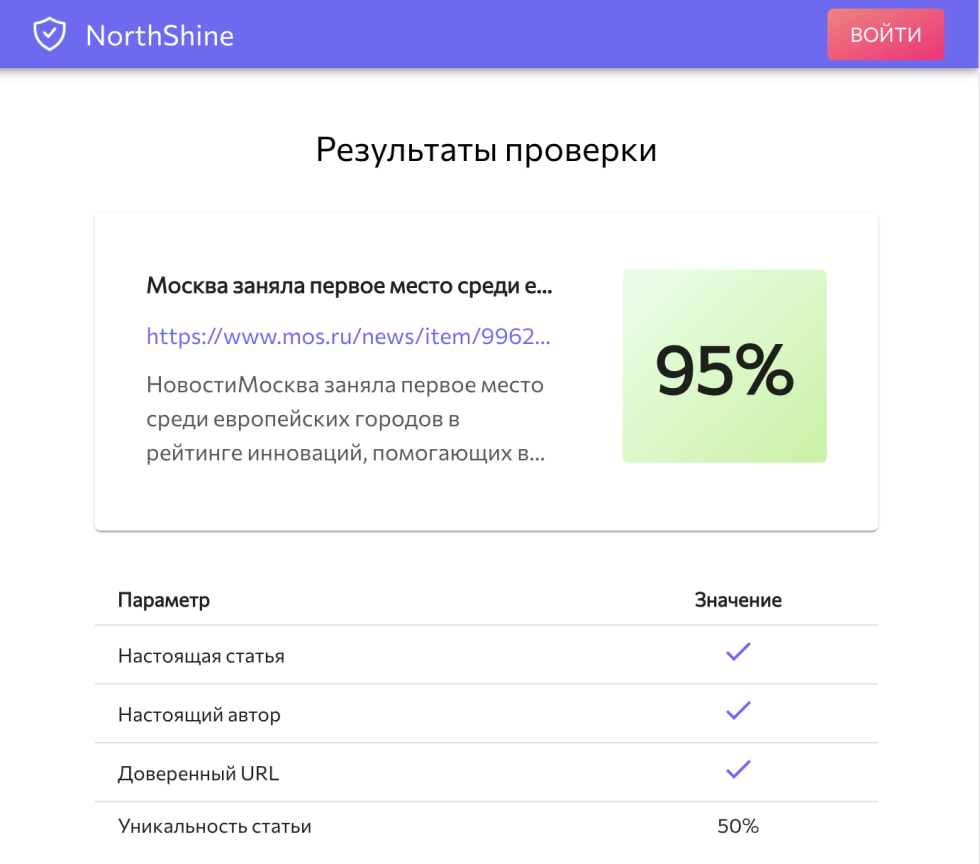 NorthShine
ВОЙТИ
Результаты проверки
Москва заняла первое место среди е...
https://www.mos.ru/news/item/9962...
НовостиМосква заняла первое место
среди европейских городов в
рейтинге инноваций, помогающих в...
95%
Параметр Значение
Настоящая статья
Настоящий автор
Доверенный URL
Уникальность статьи 50%